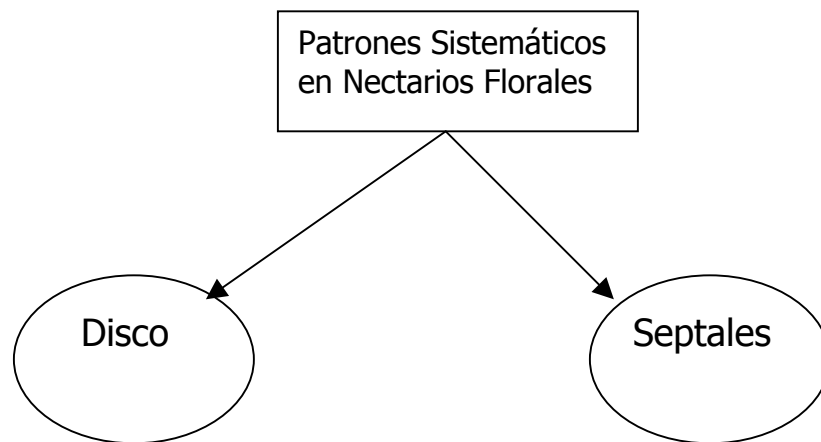 Patrones Sistemáticos
en Nectarios Florales
Disco
Septales